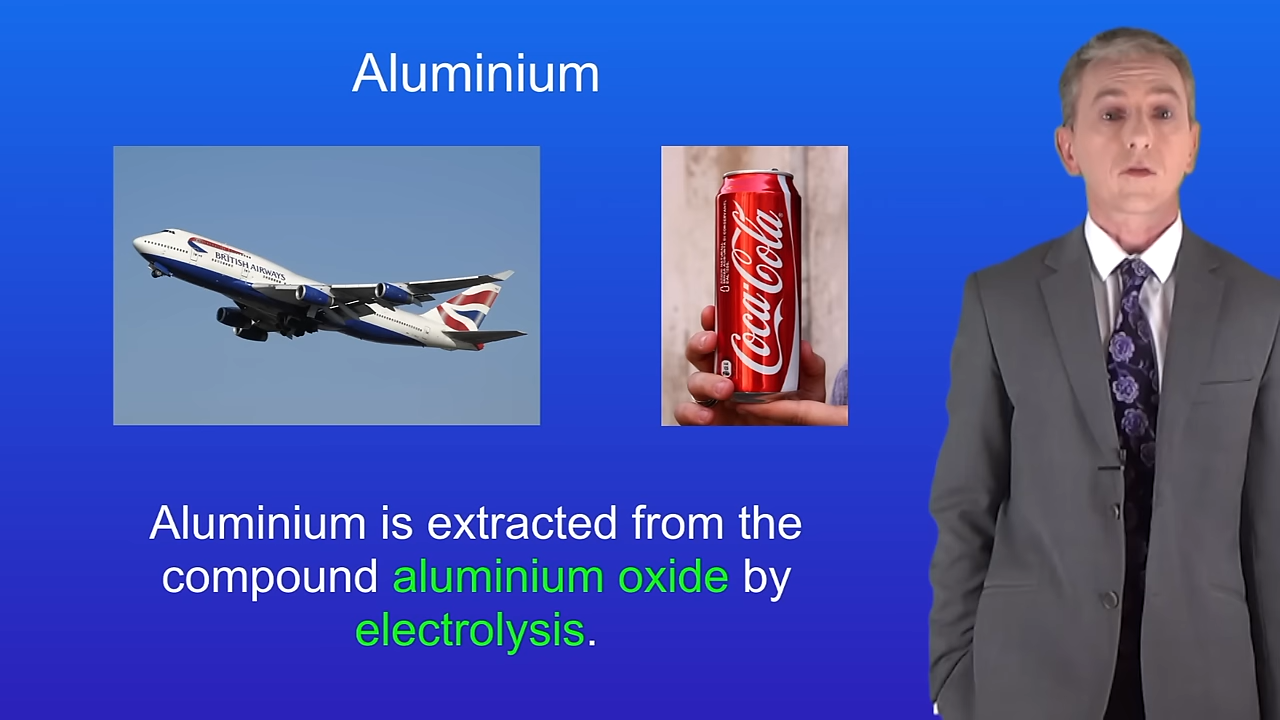 Aluminium
BRITISH AIRWAYS
Coca-Cola
Aluminium is extracted from the
compound aluminium oxide by
electrolysis.